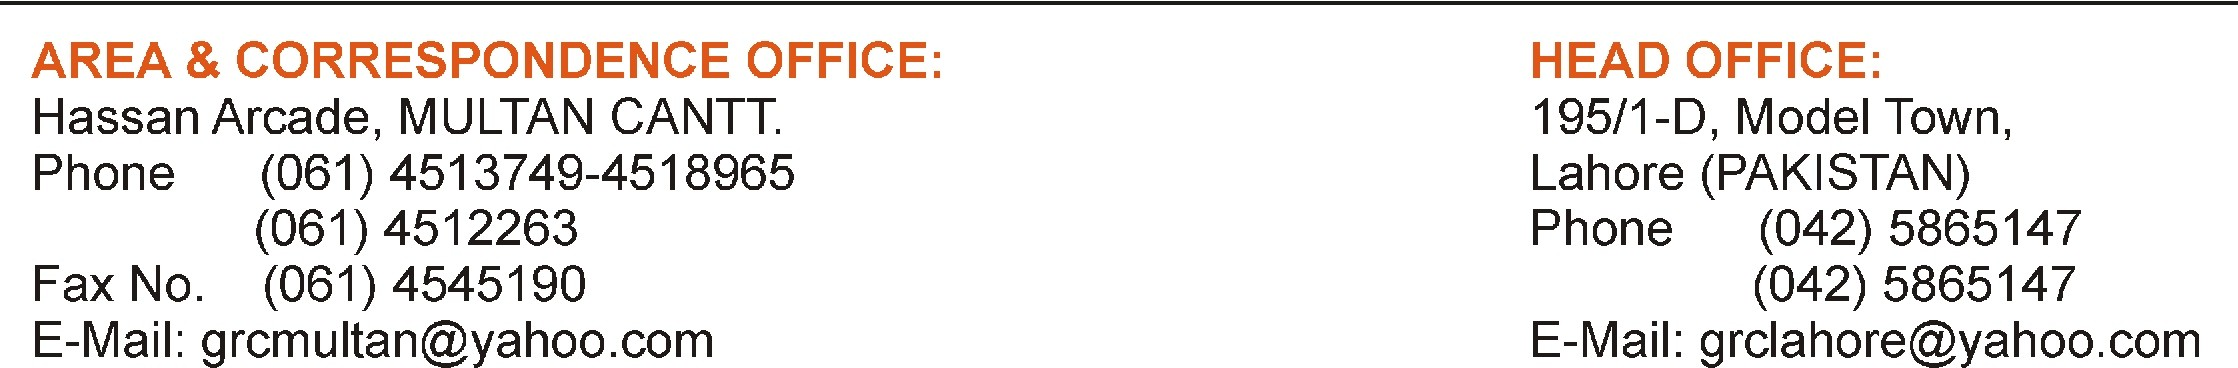 AREA & CORRESPONDENCE OFFICE:
Hassan Arcade, MULTAN CANTT.
Phone (061) 4513749-4518965
(061) 4512263
Fax No. (061) 4545190
E-Mail: grcmultan@yahoo.com
HEAD OFFICE:
195/1-D, Model Town,
Lahore (PAKISTAN)
Phone (042) 5865147
(042) 5865147
E-Mail: grclahore@yahoo.com